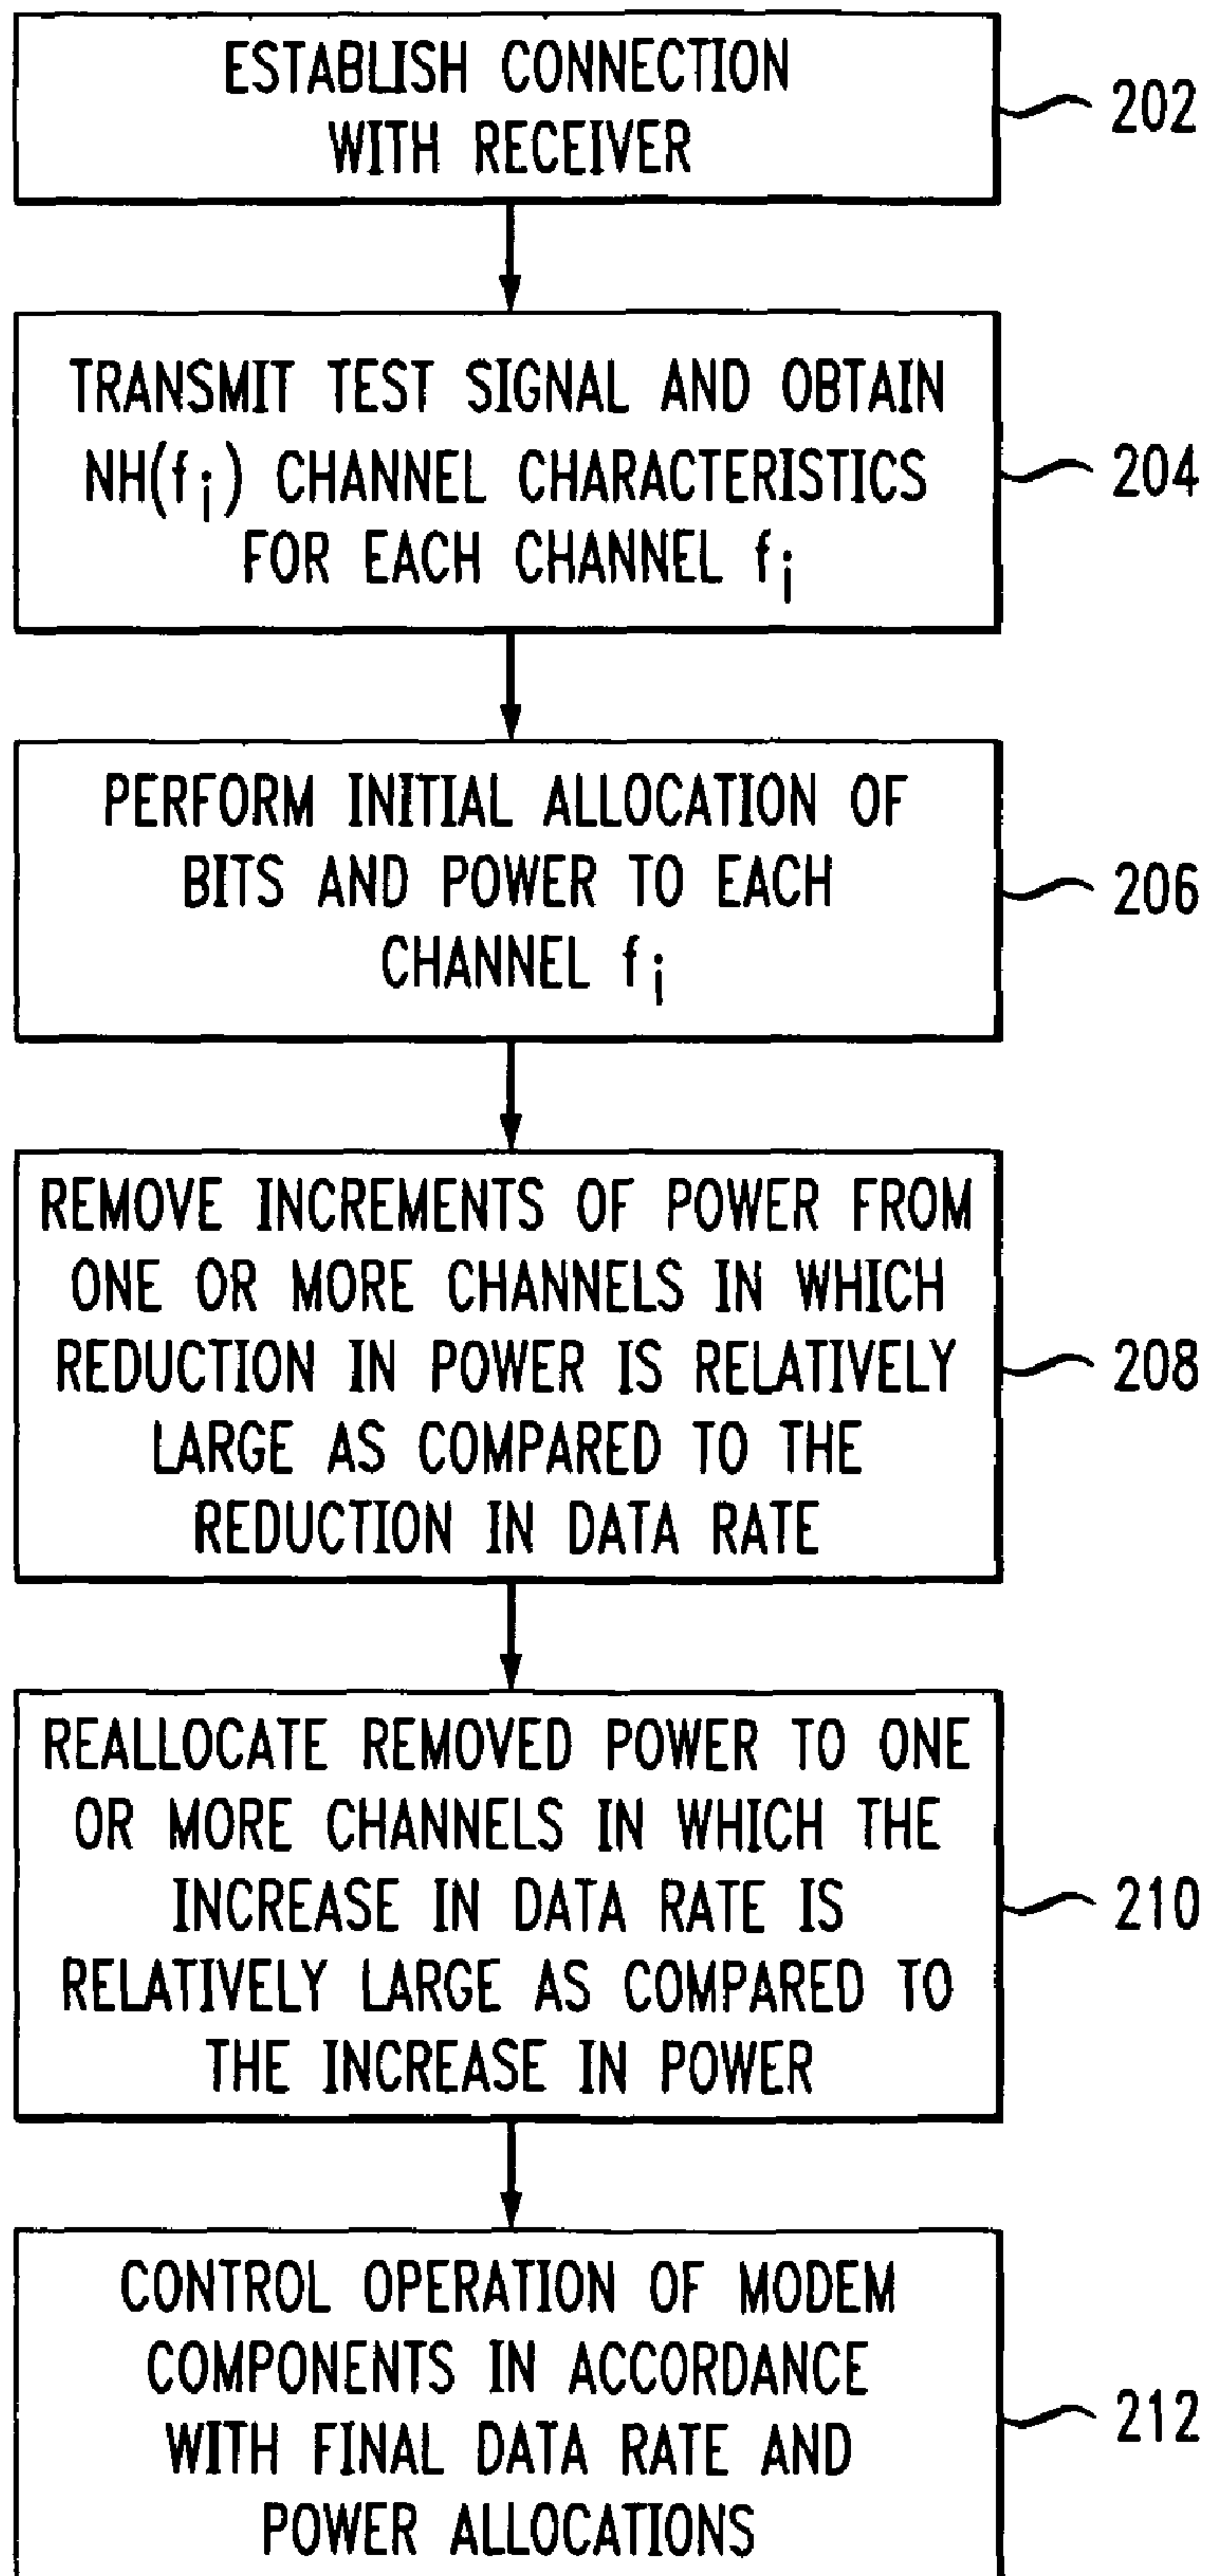 ESTABLISH CONNECTION
WITH RECEIVER
202
TRANSMIT TEST SIGNAL AND OBTAIN
NH(fi) CHANNEL CHARACTERISTICS
FOR EACH CHANNEL fi
204
PERFORM INITIAL ALLOCATION OF
BITS AND POWER TO EACH
CHANNEL fi
206
REMOVE INCREMENTS OF POWER FROM
ONE OR MORE CHANNELS IN WHICH
REDUCTION IN POWER IS RELATIVELY
LARGE AS COMPARED TO THE
REDUCTION IN DATA RATE
208
REALLOCATE REMOVED POWER TO ONE
OR MORE CHANNELS IN WHICH THE
INCREASE IN DATA RATE IS
RELATIVELY LARGE AS COMPARED TO
THE INCREASE IN POWER
210
CONTROL OPERATION OF MODEM
COMPONENTS IN ACCORDANCE
WITH FINAL DATA RATE AND
POWER ALLOCATIONS
212